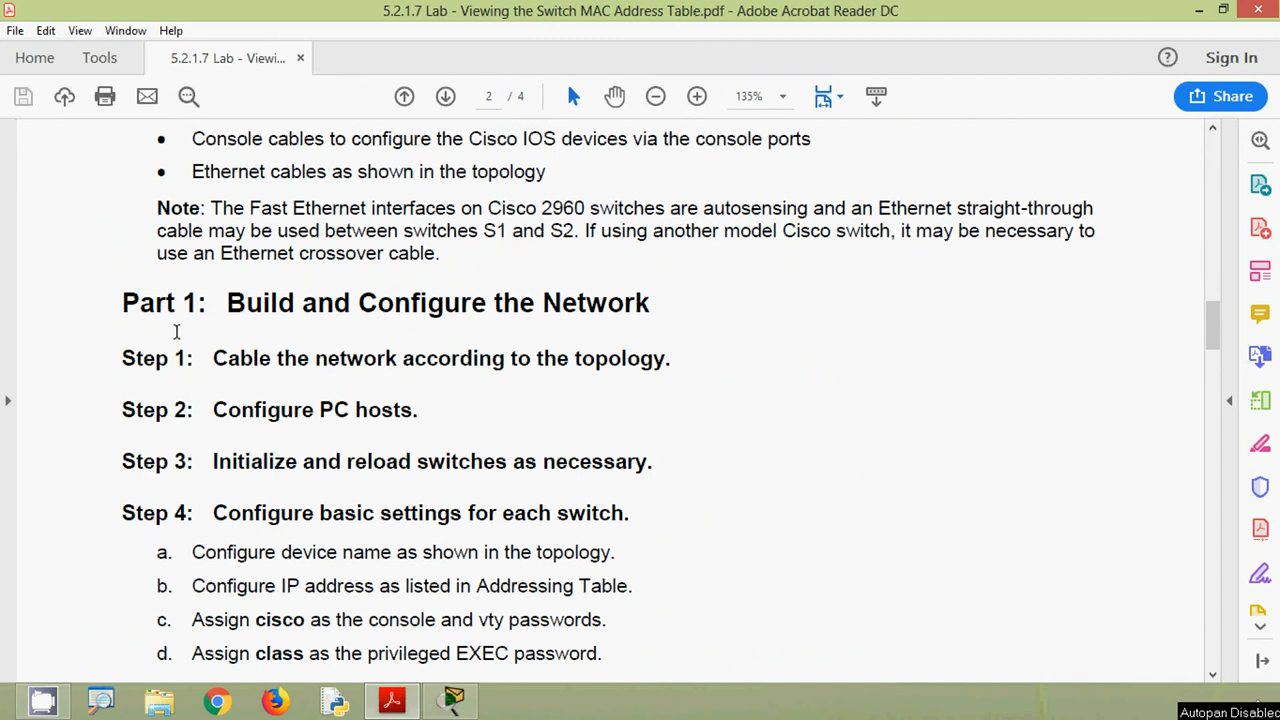 5.2.1.7 Lab - Viewing the Switch MAC Address Table.pdf - Adobe Acrobat Reader DC
File Edit View Window Help
Home Tools 5.2.1.7 Lab - Viewi... × Sign In
2 / 4 135% Share
• Console cables to configure the Cisco IOS devices via the console ports
• Ethernet cables as shown in the topology
Note: The Fast Ethernet interfaces on Cisco 2960 switches are autosensing and an Ethernet straight-through
cable may be used between switches S1 and S2. If using another model Cisco switch, it may be necessary to
use an Ethernet crossover cable.
Part 1: Build and Configure the Network
Step 1: Cable the network according to the topology.
Step 2: Configure PC hosts.
Step 3: Initialize and reload switches as necessary.
Step 4: Configure basic settings for each switch.
a. Configure device name as shown in the topology.
b. Configure IP address as listed in Addressing Table.
c. Assign cisco as the console and vty passwords.
d. Assign class as the privileged EXEC password.
Autopan Disabled